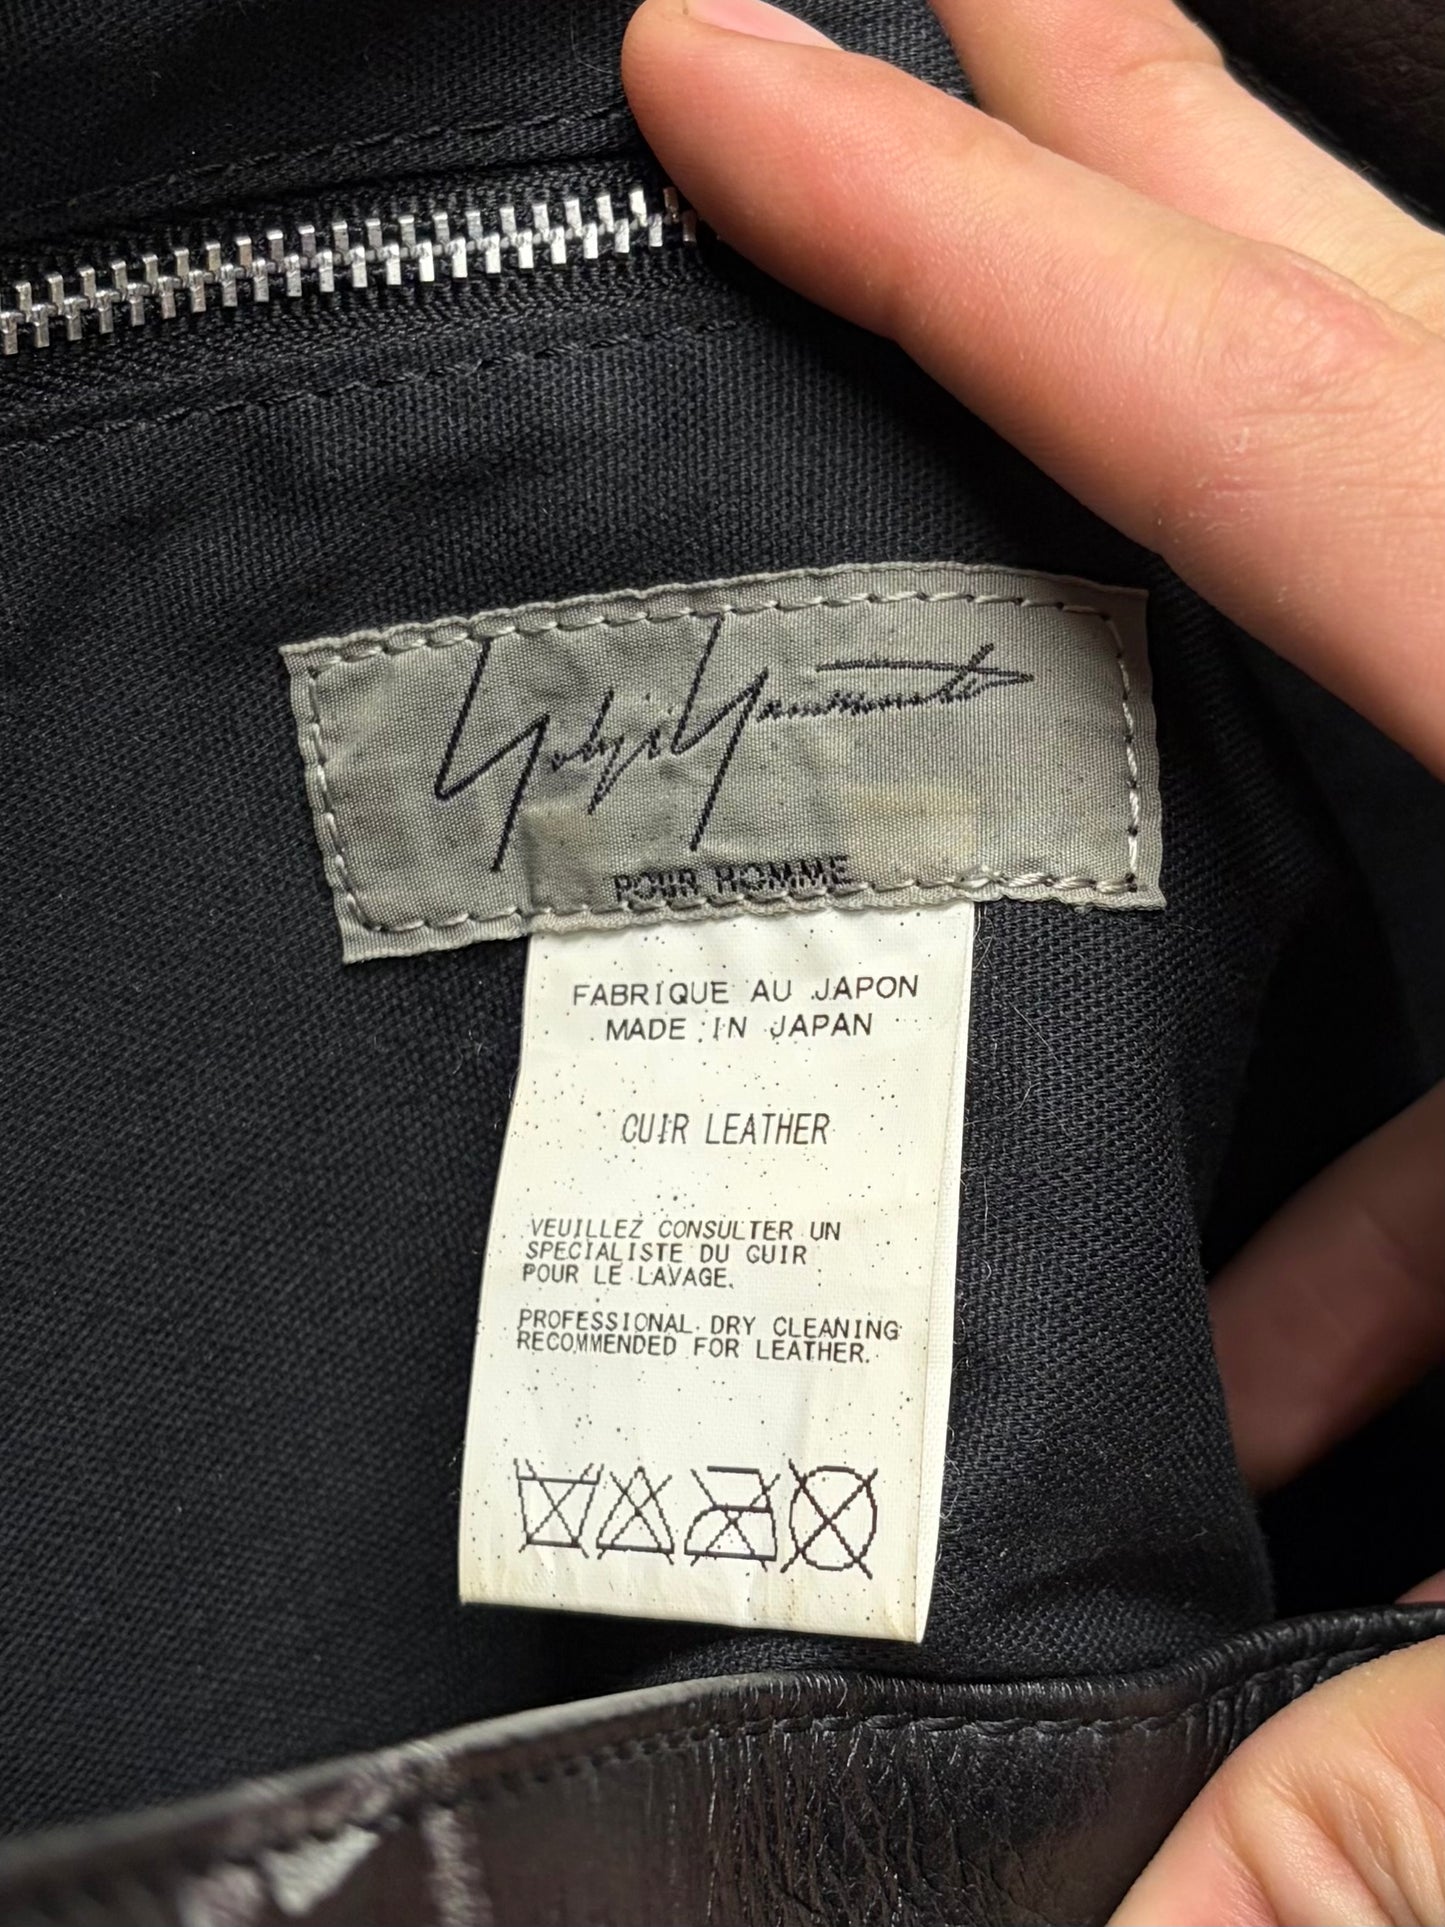 Yohji Yamamoto
POUR HOMME
FABRIQUE AU JAPON
MADE IN JAPAN
CUIR LEATHER
VEUILLEZ CONSULTER UN
SPECIALISTE DU CUIR
POUR LE LAVAGE.
PROFESSIONAL DRY CLEANING
RECOMMENDED FOR LEATHER.